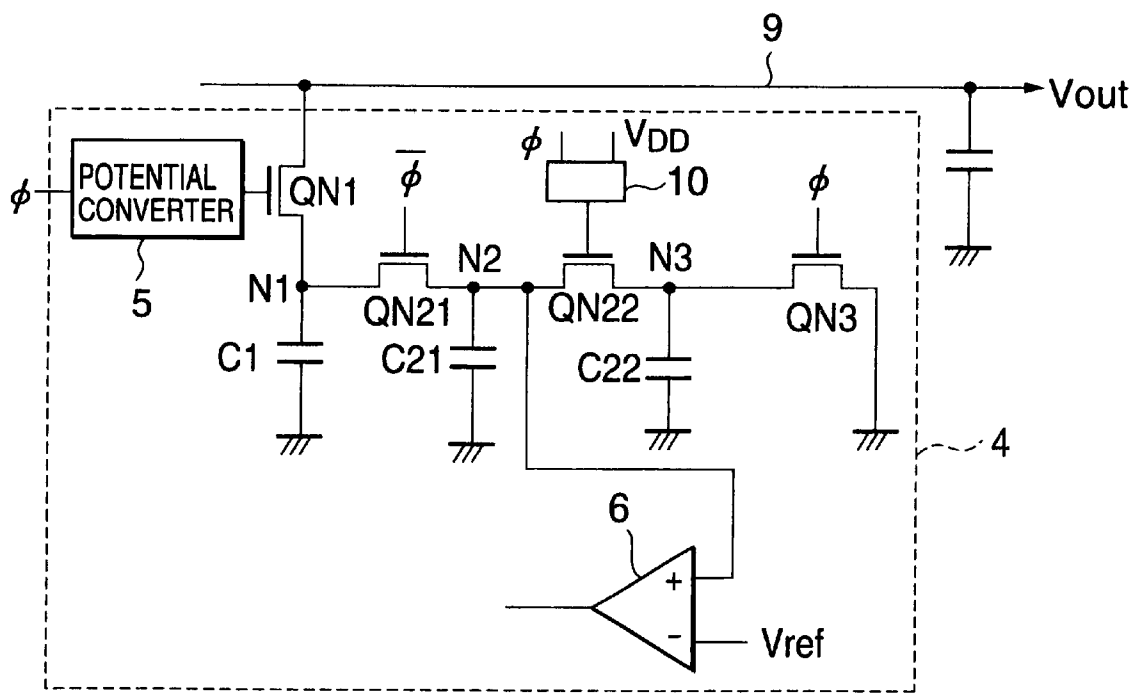 9
Vout
ϕ
POTENTIAL
CONVERTER
5
QN1
ϕ̅
ϕ
VDD
10
ϕ
N1
QN21
N2
QN22
N3
QN3
C1
C21
C22
4
6
+
−
Vref